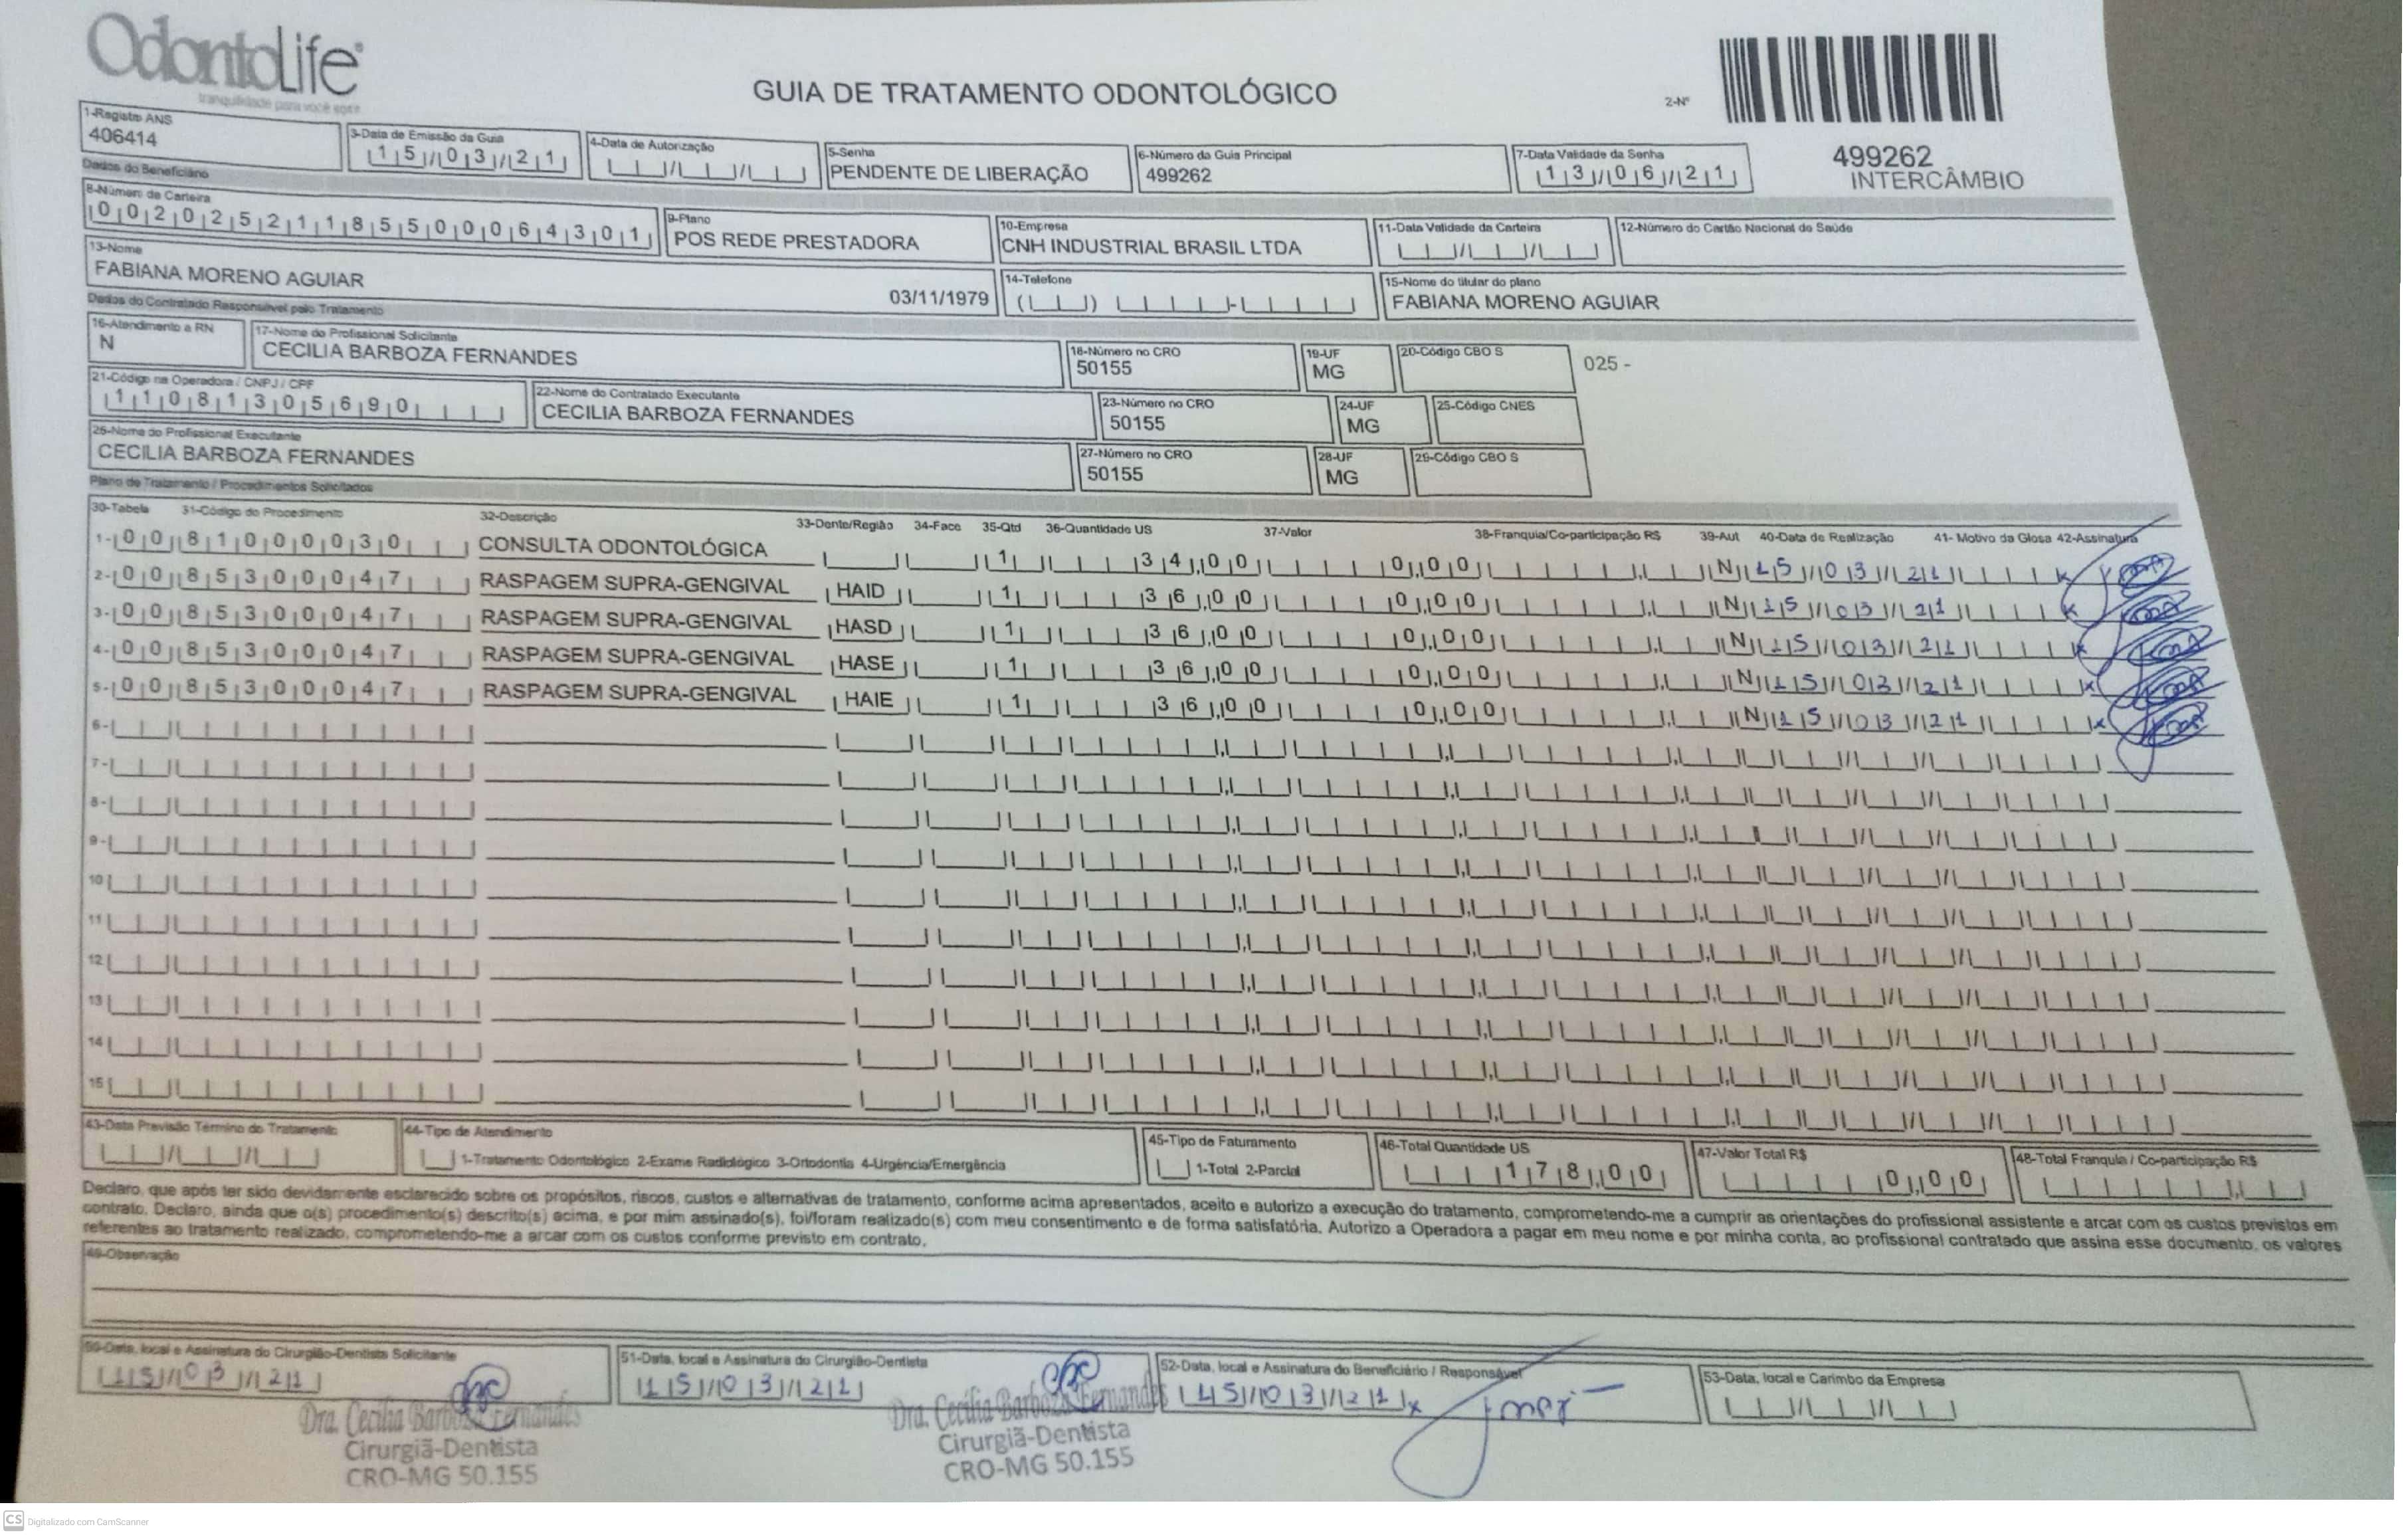 OdontoLife
tranquilidade para você sorrir
GUIA DE TRATAMENTO ODONTOLÓGICO
2-Nº
499262
INTERCÂMBIO
1-Registro ANS
406414
3-Data de Emissão da Guia
15/03/21
4-Data de Autorização
5-Senha
PENDENTE DE LIBERAÇÃO
6-Número da Guia Principal
499262
7-Data Validade da Senha
13/06/21
Dados do Beneficiário
8-Número da Carteira
00202521185500064301
9-Plano
POS REDE PRESTADORA
10-Empresa
CNH INDUSTRIAL BRASIL LTDA
11-Data Validade da Carteira
12-Número do Cartão Nacional de Saúde
13-Nome
FABIANA MORENO AGUIAR 03/11/1979
14-Telefone
15-Nome do titular do plano
FABIANA MORENO AGUIAR
Dados do Contratado Responsável pelo Tratamento
16-Atendimento a RN
N
17-Nome do Profissional Solicitante
CECILIA BARBOZA FERNANDES
18-Número no CRO
50155
19-UF
MG
20-Código CBO S
025 -
21-Código na Operadora / CNPJ / CPF
11081305690
22-Nome do Contratado Executante
CECILIA BARBOZA FERNANDES
23-Número no CRO
50155
24-UF
MG
25-Código CNES
26-Nome do Profissional Executante
CECILIA BARBOZA FERNANDES
27-Número no CRO
50155
28-UF
MG
29-Código CBO S
Plano de Tratamento / Procedimentos Solicitados
30-Tabela 31-Código do Procedimento 32-Descrição 33-Dente/Região 34-Face 35-Qtd 36-Quantidade US 37-Valor 38-Franquia/Co-participação R$ 39-Aut 40-Data de Realização 41- Motivo da Glosa 42-Assinatura
1- 00 81000030 CONSULTA ODONTOLÓGICA 1 34,00 0,00 N 15/03/21
2- 00 85300047 RASPAGEM SUPRA-GENGIVAL HAID 1 36,00 0,00 N 15/03/21
3- 00 85300047 RASPAGEM SUPRA-GENGIVAL HASD 1 36,00 0,00 N 15/03/21
4- 00 85300047 RASPAGEM SUPRA-GENGIVAL HASE 1 36,00 0,00 N 15/03/21
5- 00 85300047 RASPAGEM SUPRA-GENGIVAL HAIE 1 36,00 0,00 N 15/03/21
6-
7-
8-
9-
10
11
12
13
14
15
43-Data Previsão Término do Tratamento
44-Tipo de Atendimento
1-Tratamento Odontológico 2-Exame Radiológico 3-Ortodontia 4-Urgência/Emergência
45-Tipo de Faturamento
1-Total 2-Parcial
46-Total Quantidade US
178,00
47-Valor Total R$
0,00
48-Total Franquia / Co-participação R$
Declaro, que após ter sido devidamente esclarecido sobre os propósitos, riscos, custos e alternativas de tratamento, conforme acima apresentados, aceito e autorizo a execução do tratamento, comprometendo-me a cumprir as orientações do profissional assistente e arcar com os custos previstos em
contrato. Declaro, ainda que o(s) procedimento(s) descrito(s) acima, e por mim assinado(s), foi/foram realizado(s) com meu consentimento e de forma satisfatória. Autorizo a Operadora a pagar em meu nome e por minha conta, ao profissional contratado que assina esse documento, os valores
referentes ao tratamento realizado, comprometendo-me a arcar com os custos conforme previsto em contrato.
49-Observação
50-Data, local e Assinatura do Cirurgião-Dentista Solicitante
15/03/21
51-Data, local e Assinatura do Cirurgião-Dentista
15/03/21
52-Data, local e Assinatura do Beneficiário / Responsável
15/03/21
53-Data, local e Carimbo da Empresa
Dra. Cecília Barboza Fernandes
Cirurgiã-Dentista
CRO-MG 50.155
Dra. Cecília Barboza Fernandes
Cirurgiã-Dentista
CRO-MG 50.155
CS Digitalizado com CamScanner